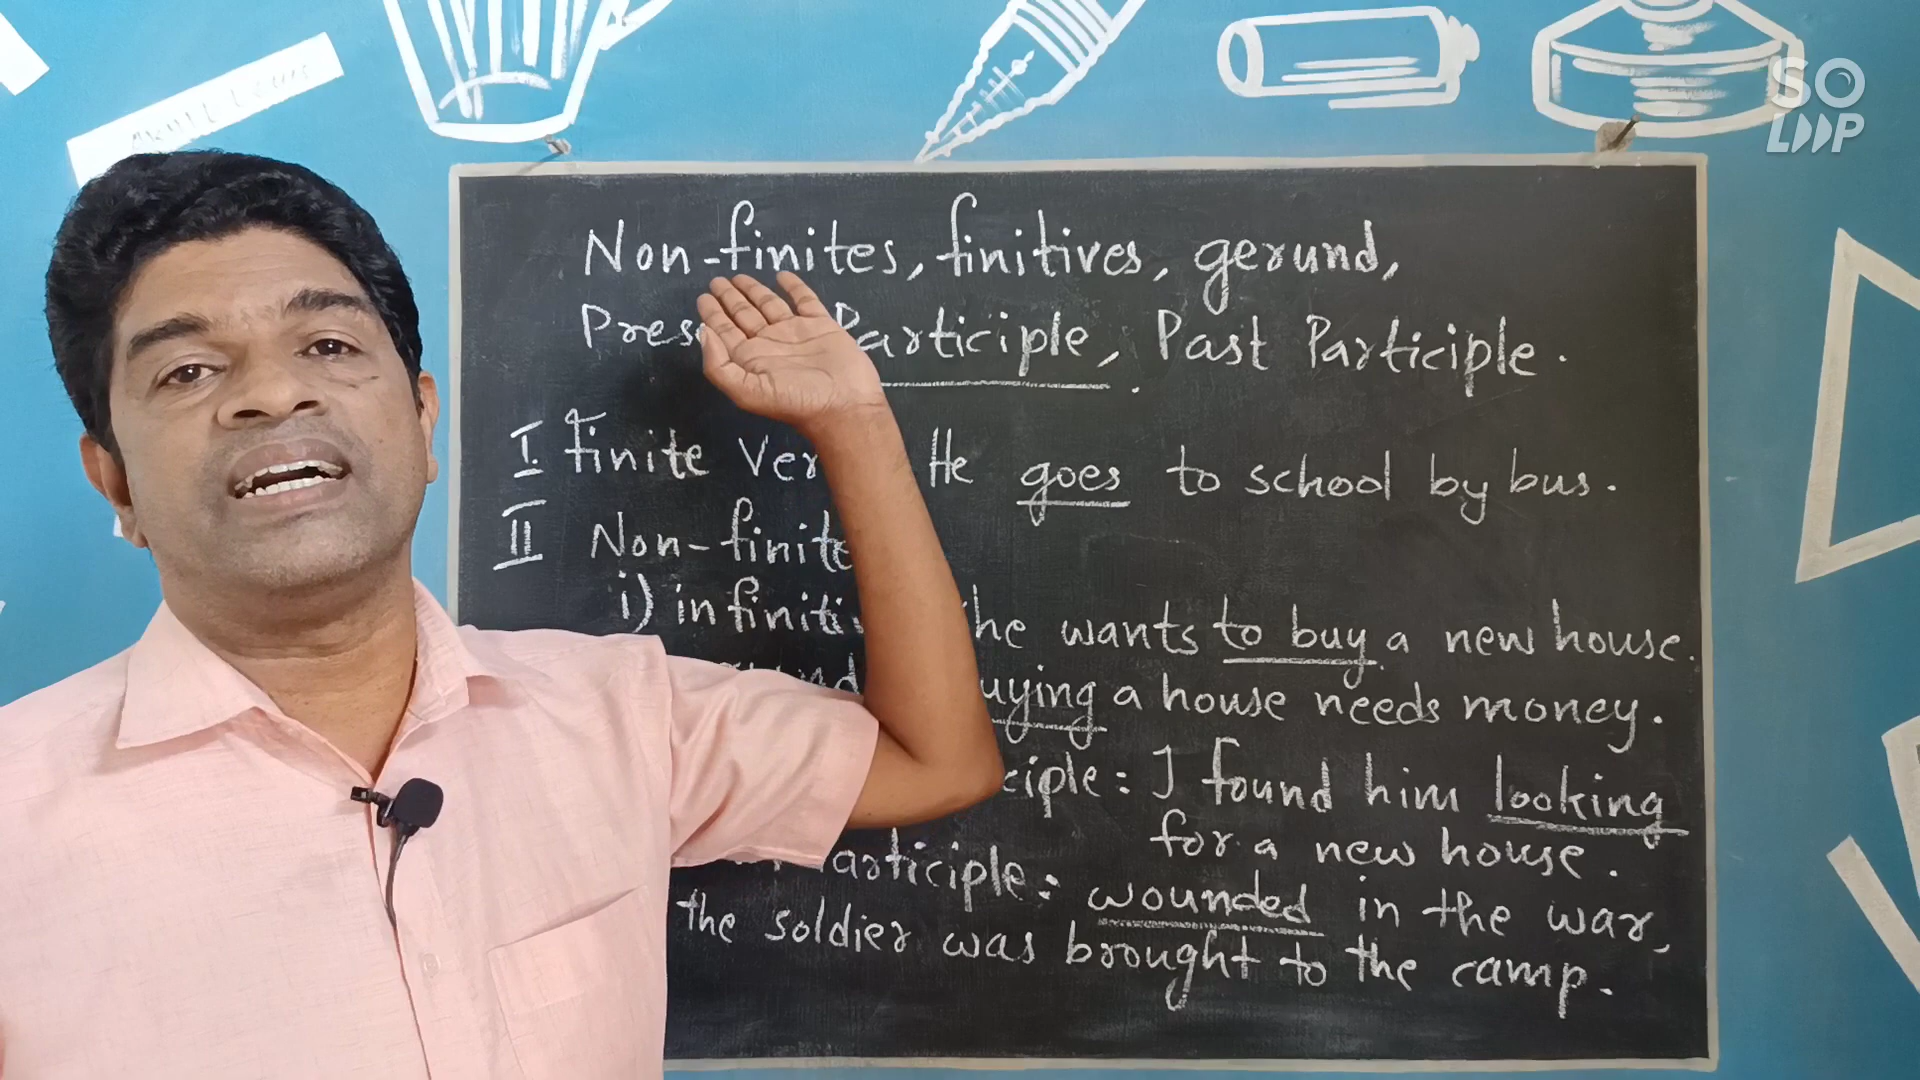 SOLOOP
Non-finites, finitives, gerund,
Pres Participle, Past Participle.
I. Finite Ver He goes to school by bus.
II Non-finite
i) infiniti he wants to buy a new house.
uying a house needs money.
ciple: I found him looking
for a new house.
articiple: wounded in the war,
the soldier was brought to the camp.